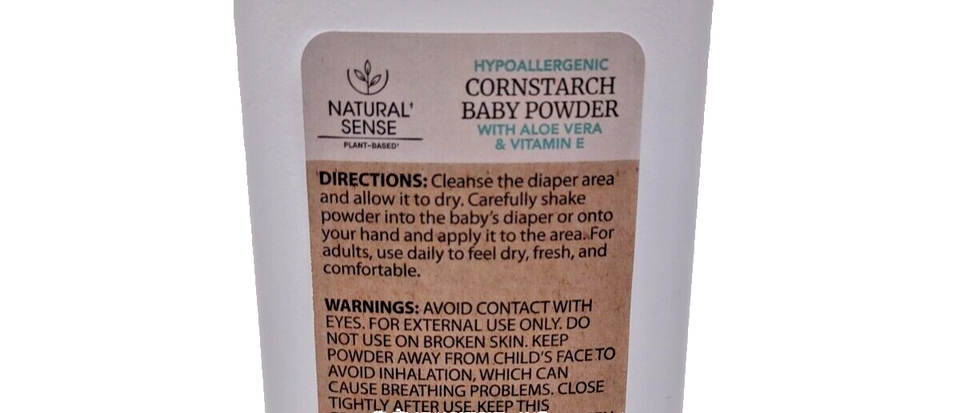 NATURAL†
SENSE
PLANT-BASED†
HYPOALLERGENIC
CORNSTARCH
BABY POWDER
WITH ALOE VERA
& VITAMIN E
DIRECTIONS: Cleanse the diaper area
and allow it to dry. Carefully shake
powder into the baby's diaper or onto
your hand and apply it to the area. For
adults, use daily to feel dry, fresh, and
comfortable.
WARNINGS: AVOID CONTACT WITH
EYES. FOR EXTERNAL USE ONLY. DO
NOT USE ON BROKEN SKIN. KEEP
POWDER AWAY FROM CHILD'S FACE TO
AVOID INHALATION, WHICH CAN
CAUSE BREATHING PROBLEMS. CLOSE
TIGHTLY AFTER USE. KEEP THIS